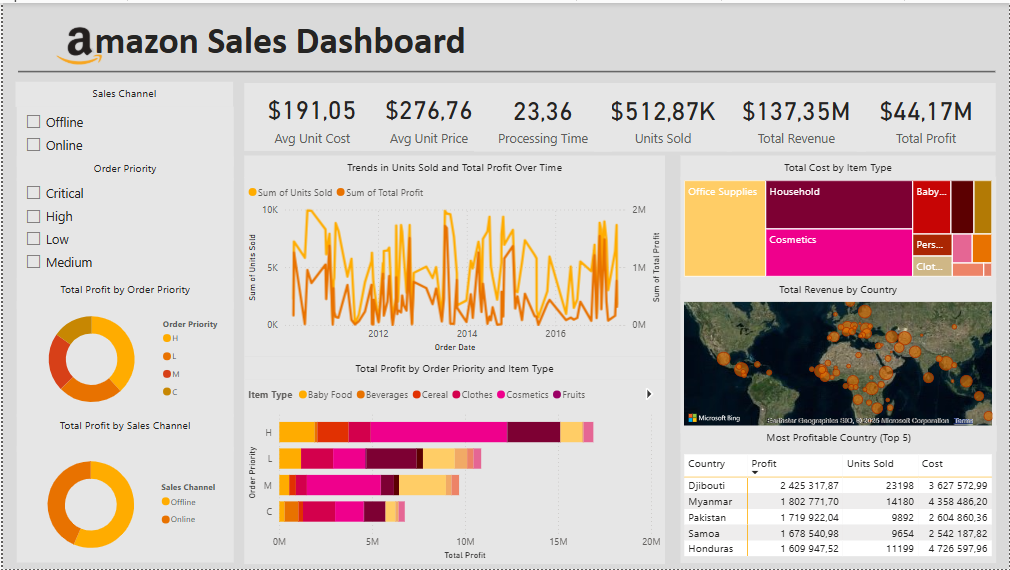 amazon Sales Dashboard
Sales Channel
Offline
Online
Order Priority
Critical
High
Low
Medium
Total Profit by Order Priority
Order Priority
H
L
M
C
Total Profit by Sales Channel
Sales Channel
Offline
Online
$191,05
Avg Unit Cost
$276,76
Avg Unit Price
23,36
Processing Time
$512,87K
Units Sold
$137,35M
Total Revenue
$44,17M
Total Profit
Trends in Units Sold and Total Profit Over Time
Sum of Units Sold Sum of Total Profit
10K
5K
0K
Sum of Units Sold
2M
1M
0M
Sum of Total Profit
2012 2014 2016
Order Date
Total Profit by Order Priority and Item Type
Item Type Baby Food Beverages Cereal Clothes Cosmetics Fruits
Order Priority
H
L
M
C
0M 5M 10M 15M 20M
Total Profit
Total Cost by Item Type
Office Supplies
Household
Cosmetics
Baby...
Pers...
Clot...
Total Revenue by Country
Microsoft Bing
Microsoft Corporation Terms
Most Profitable Country (Top 5)
Country Profit Units Sold Cost
Djibouti 2 425 317,87 23198 3 627 572,99
Myanmar 1 802 771,70 14180 4 358 486,20
Pakistan 1 719 922,04 9892 2 604 860,36
Samoa 1 678 540,98 9654 2 542 187,82
Honduras 1 609 947,52 11199 4 726 597,96